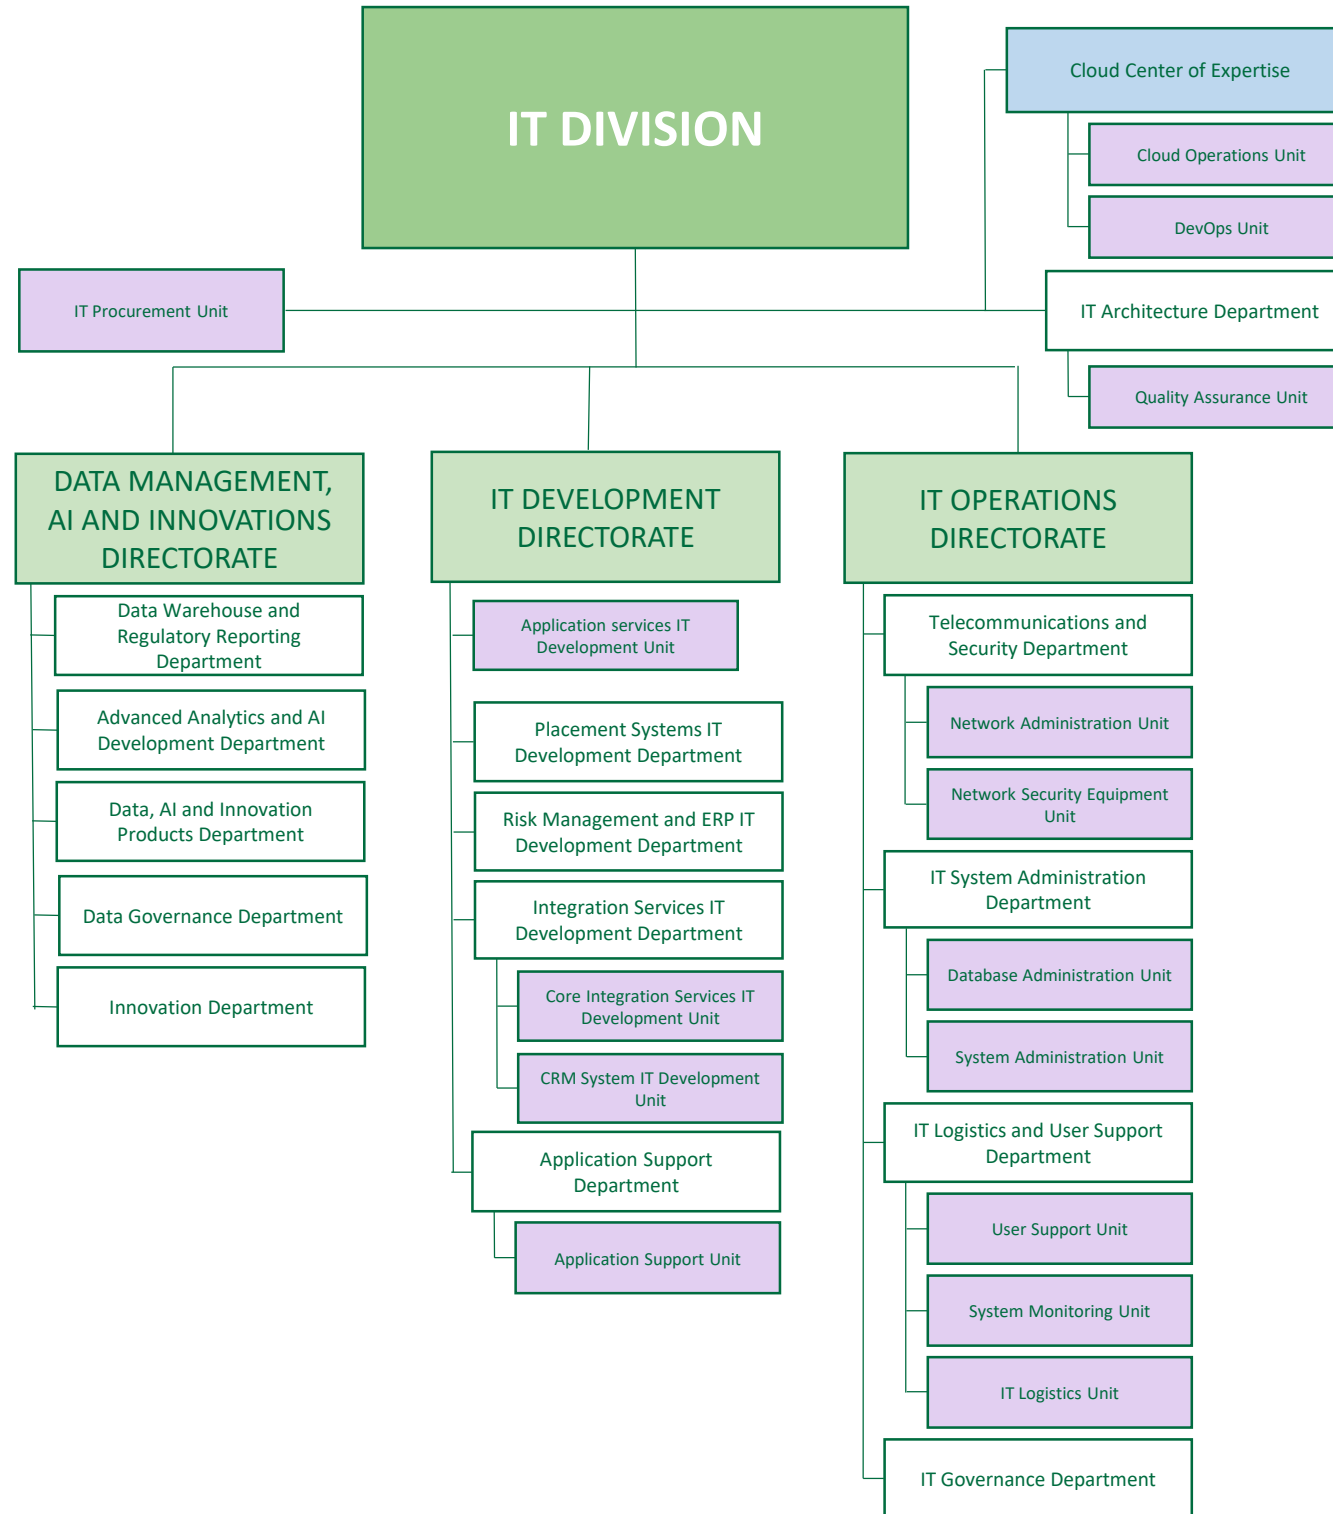 IT DIVISION
Cloud Center of Expertise
Cloud Operations Unit
DevOps Unit
IT Procurement Unit
IT Architecture Department
Quality Assurance Unit
DATA MANAGEMENT,
AI AND INNOVATIONS
DIRECTORATE
Data Warehouse and
Regulatory Reporting
Department
Advanced Analytics and AI
Development Department
Data, AI and Innovation
Products Department
Data Governance Department
Innovation Department
IT DEVELOPMENT
DIRECTORATE
Application services IT
Development Unit
Placement Systems IT
Development Department
Risk Management and ERP IT
Development Department
Integration Services IT
Development Department
Core Integration Services IT
Development Unit
CRM System IT Development
Unit
Application Support
Department
Application Support Unit
IT OPERATIONS
DIRECTORATE
Telecommunications and
Security Department
Network Administration Unit
Network Security Equipment
Unit
IT System Administration
Department
Database Administration Unit
System Administration Unit
IT Logistics and User Support
Department
User Support Unit
System Monitoring Unit
IT Logistics Unit
IT Governance Department